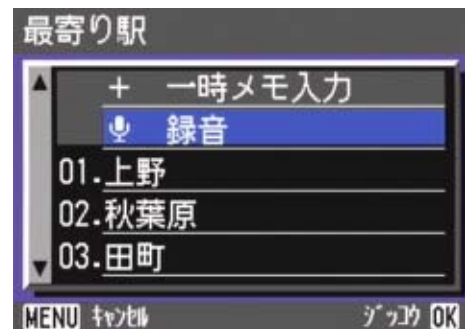 最寄り駅
+ 一時メモ入力
録音
01.上野
02.秋葉原
03.田町
MENU ｷｬﾝｾﾙ ｼﾞｯｺｳ OK